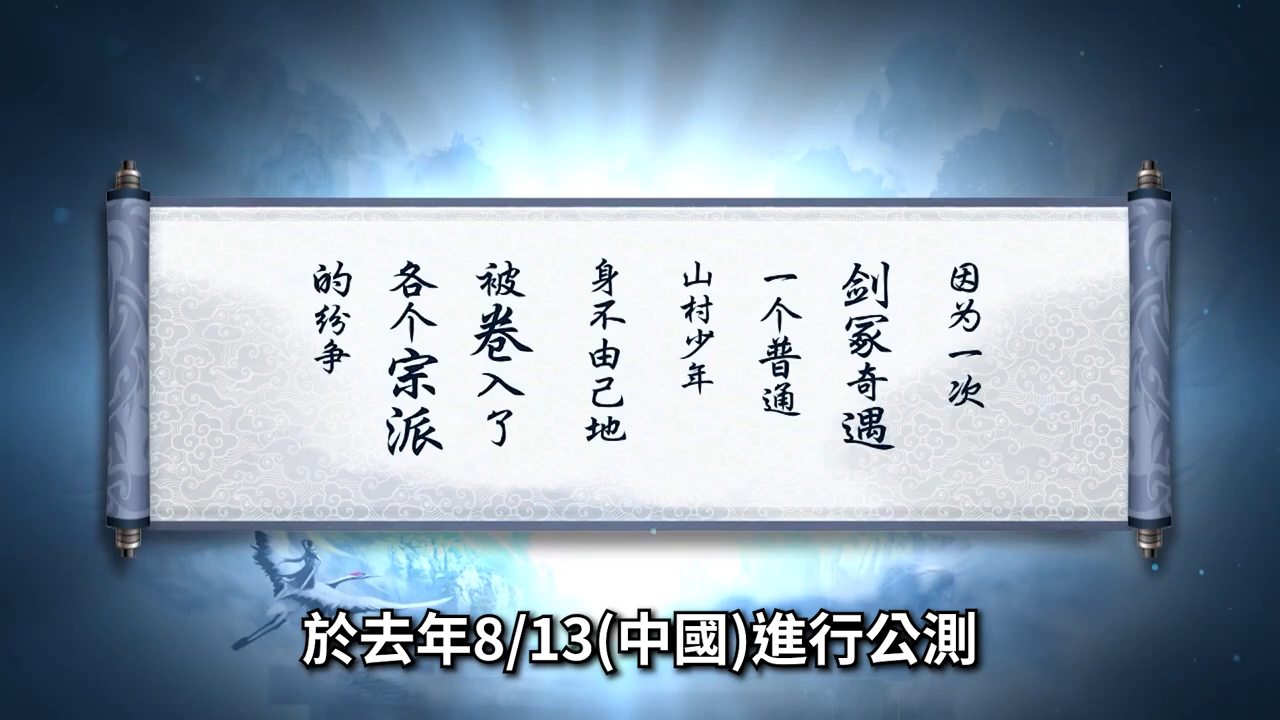 因为一次
剑冢奇遇
一个普通
山村少年
身不由己地
被卷入了
各个宗派
的纷争
於去年8/13(中國)進行公測